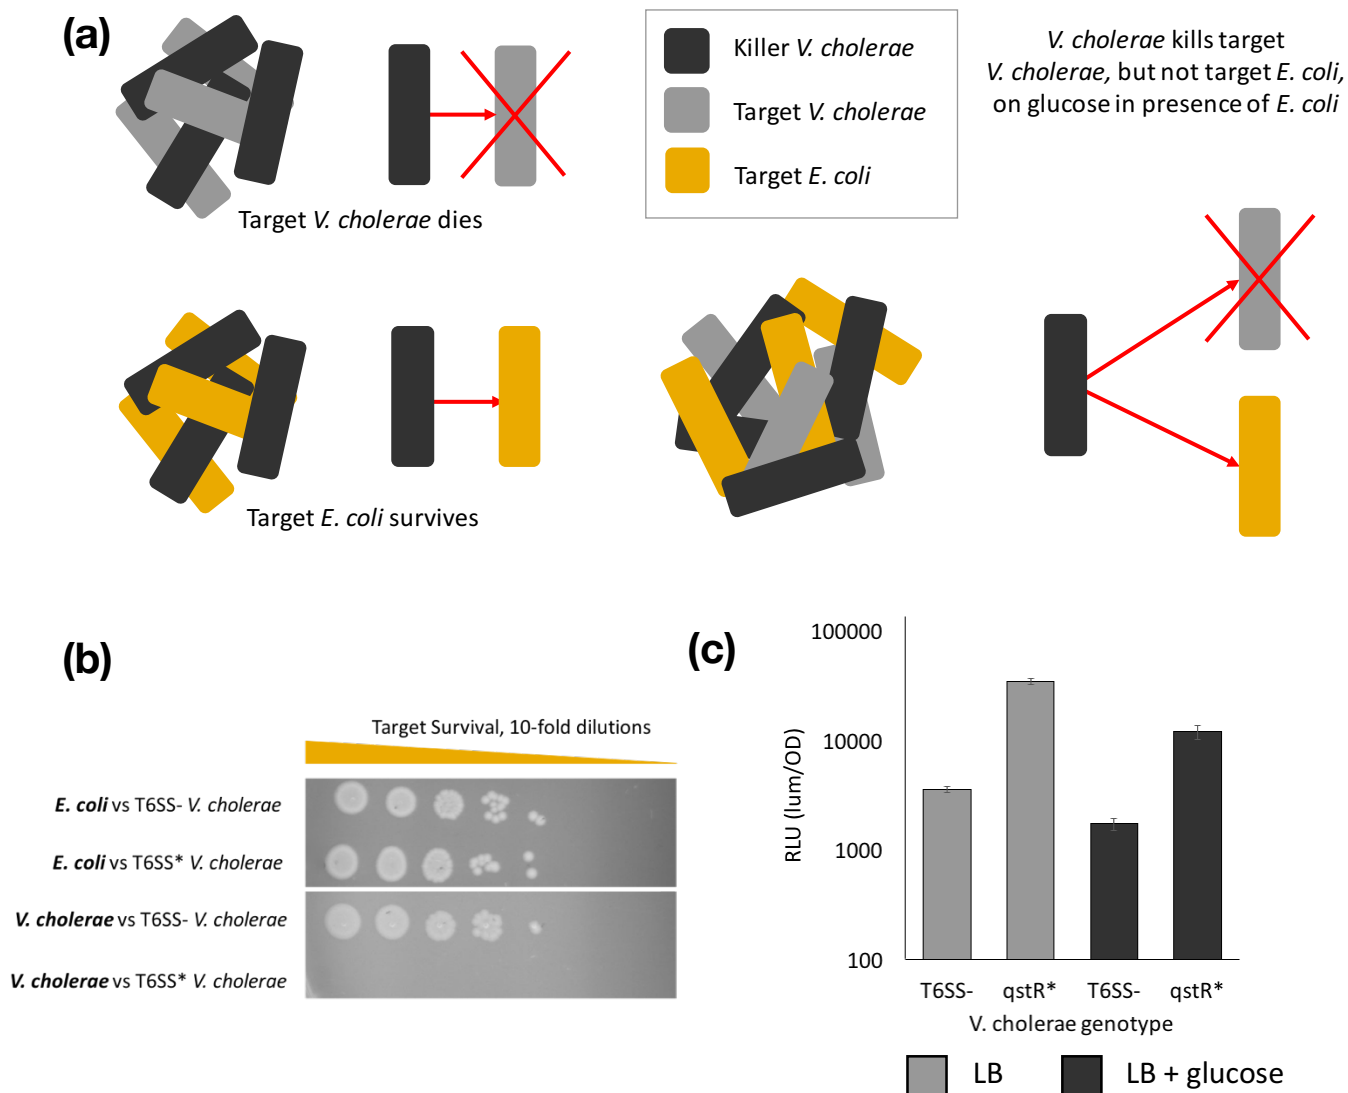 (a)
Target V. cholerae dies
Killer V. cholerae
Target V. cholerae
Target E. coli
V. cholerae kills target
V. cholerae, but not target E. coli,
on glucose in presence of E. coli
Target E. coli survives
(b)
Target Survival, 10-fold dilutions
E. coli vs T6SS- V. cholerae
E. coli vs T6SS* V. cholerae
V. cholerae vs T6SS- V. cholerae
V. cholerae vs T6SS* V. cholerae
(c)
RLU (lum/OD)
100000
10000
1000
100
T6SS- qstR* T6SS- qstR*
V. cholerae genotype
LB LB + glucose